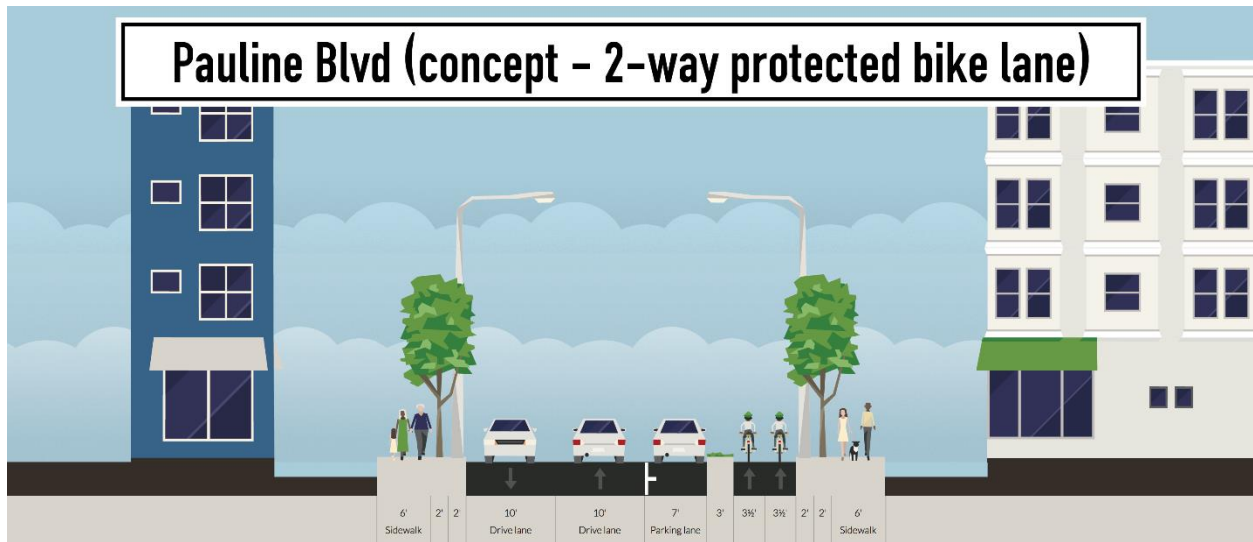 Pauline Blvd (concept - 2-way protected bike lane)
6' 2' 2' 10' 10' 7' 3' 3½' 3½' 2' 2' 6'
Sidewalk Drive lane Drive lane Parking lane Sidewalk